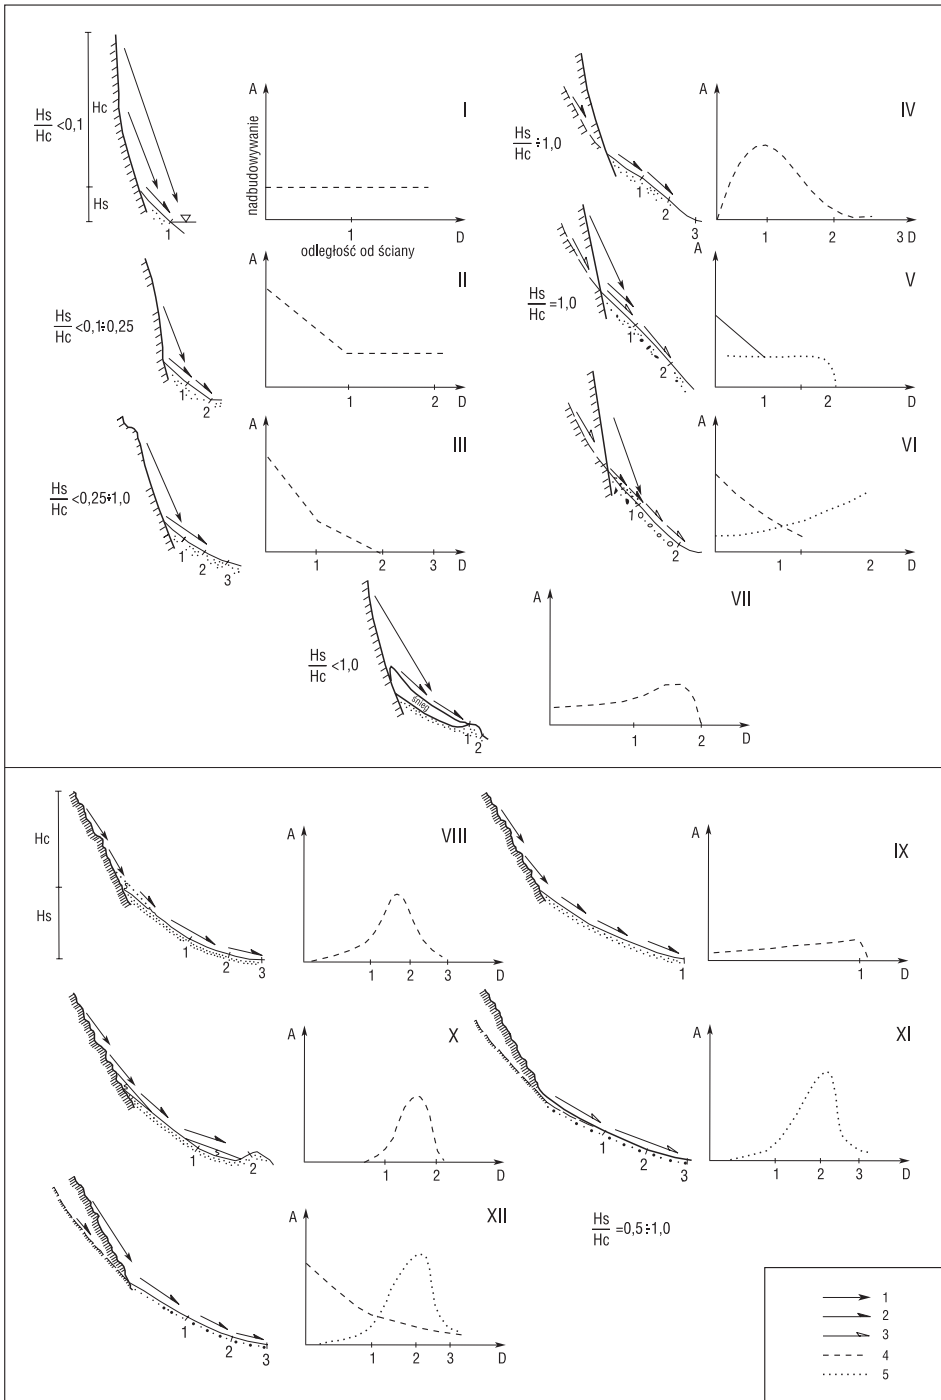 Hs/Hc <0,1
Hc
Hs
1
A
nadbudowywanie
I
1
D
odległość od ściany
Hs/Hc ÷1,0
1
2
3
A
IV
1
2
3 D
Hs/Hc <0,1÷0,25
1
2
A
II
1
2
D
Hs/Hc =1,0
1
2
A
V
1
2
D
Hs/Hc <0,25÷1,0
1
2
3
A
III
1
2
3
D
1
2
A
VI
1
2
D
Hs/Hc <1,0
śnieg
1
2
A
VII
1
2
D
Hc
Hs
1
2
3
A
VIII
1
2
3
D
1
A
IX
1
D
1
2
A
X
1
2
D
1
2
3
A
XI
1
2
3
D
1
2
3
A
XII
1
2
3
D
Hs/Hc =0,5÷1,0
1
2
3
4
5